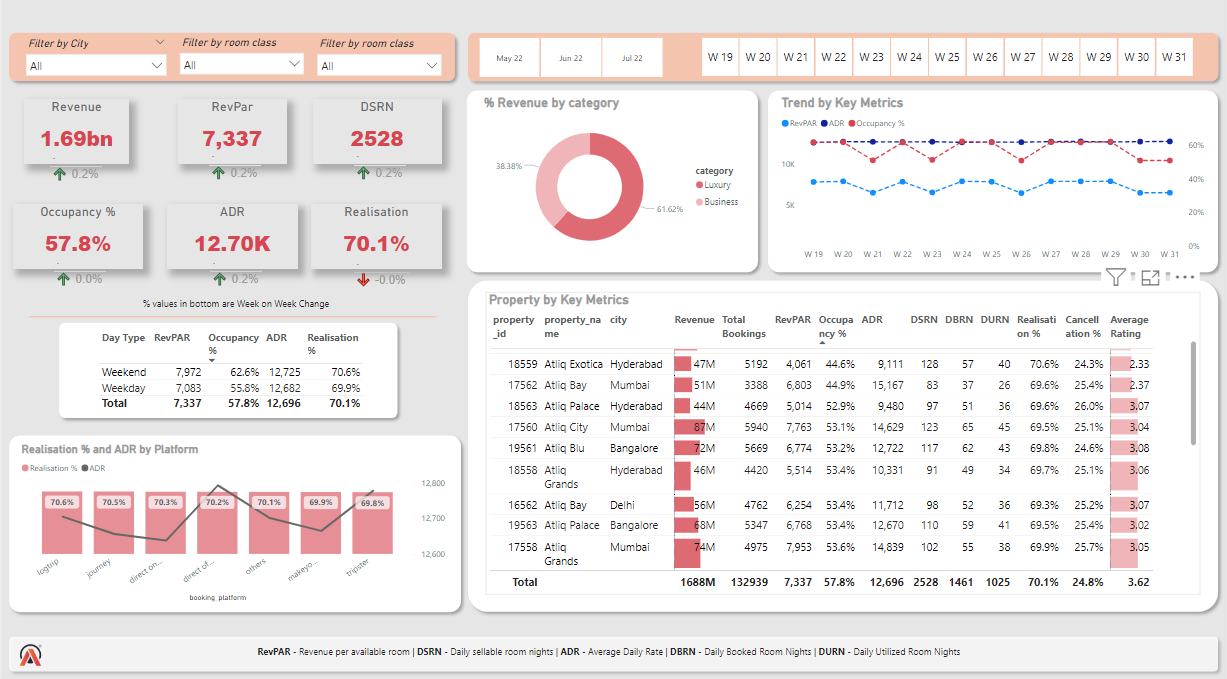 Filter by City
Filter by room class
Filter by room class
All
All
All
May 22
Jun 22
Jul 22
W 19 W 20 W 21 W 22 W 23 W 24 W 25 W 26 W 27 W 28 W 29 W 30 W 31
Revenue
1.69bn
0.2%
RevPar
7,337
0.2%
DSRN
2528
0.2%
Occupancy %
57.8%
0.0%
ADR
12.70K
0.2%
Realisation
70.1%
-0.0%
% values in bottom are Week on Week Change
Day Type RevPAR Occupancy % ADR Realisation %
Weekend 7,972 62.6% 12,725 70.6%
Weekday 7,083 55.8% 12,682 69.9%
Total 7,337 57.8% 12,696 70.1%
Realisation % and ADR by Platform
Realisation % ADR
70.6% 70.5% 70.3% 70.2% 70.1% 69.9% 69.8%
12,800
12,700
12,600
logtrip journey direct on... direct of... others makeyo... tripster
booking_platform
% Revenue by category
38.38%
61.62%
category
Luxury
Business
Trend by Key Metrics
RevPAR ADR Occupancy %
10K
5K
60%
40%
20%
0%
W 19 W 20 W 21 W 22 W 23 W 24 W 25 W 26 W 27 W 28 W 29 W 30 W 31
Property by Key Metrics
property_id property_name city Revenue Total Bookings RevPAR Occupancy % ADR DSRN DBRN DURN Realisation % Cancellation % Average Rating
18559 Atliq Exotica Hyderabad 47M 5192 4,061 44.6% 9,111 128 57 40 70.6% 24.3% 2.33
17562 Atliq Bay Mumbai 51M 3388 6,803 44.9% 15,167 83 37 26 69.6% 25.4% 2.37
18563 Atliq Palace Hyderabad 44M 4669 5,014 52.9% 9,480 97 51 36 69.6% 26.0% 3.07
17560 Atliq City Mumbai 87M 5940 7,763 53.1% 14,629 123 65 45 69.5% 25.1% 3.04
19561 Atliq Blu Bangalore 72M 5669 6,774 53.2% 12,722 117 62 43 69.8% 24.6% 3.08
18558 Atliq Grands Hyderabad 46M 4420 5,514 53.4% 10,331 91 49 34 69.7% 25.1% 3.06
16562 Atliq Bay Delhi 56M 4762 6,254 53.4% 11,712 98 52 36 69.3% 25.2% 3.07
19563 Atliq Palace Bangalore 68M 5347 6,768 53.4% 12,670 110 59 41 69.5% 25.4% 3.02
17558 Atliq Grands Mumbai 74M 4975 7,953 53.6% 14,839 102 55 38 69.9% 25.7% 3.05
Total 1688M 132939 7,337 57.8% 12,696 2528 1461 1025 70.1% 24.8% 3.62
RevPAR - Revenue per available room | DSRN - Daily sellable room nights | ADR - Average Daily Rate | DBRN - Daily Booked Room Nights | DURN - Daily Utilized Room Nights